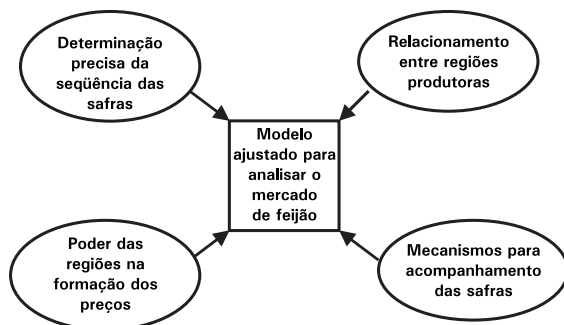 Determinação
precisa da
seqüência das
safras
Relacionamento
entre regiões
produtoras
Modelo
ajustado para
analisar o
mercado
de feijão
Poder das
regiões na
formação dos
preços
Mecanismos para
acompanhamento
das safras